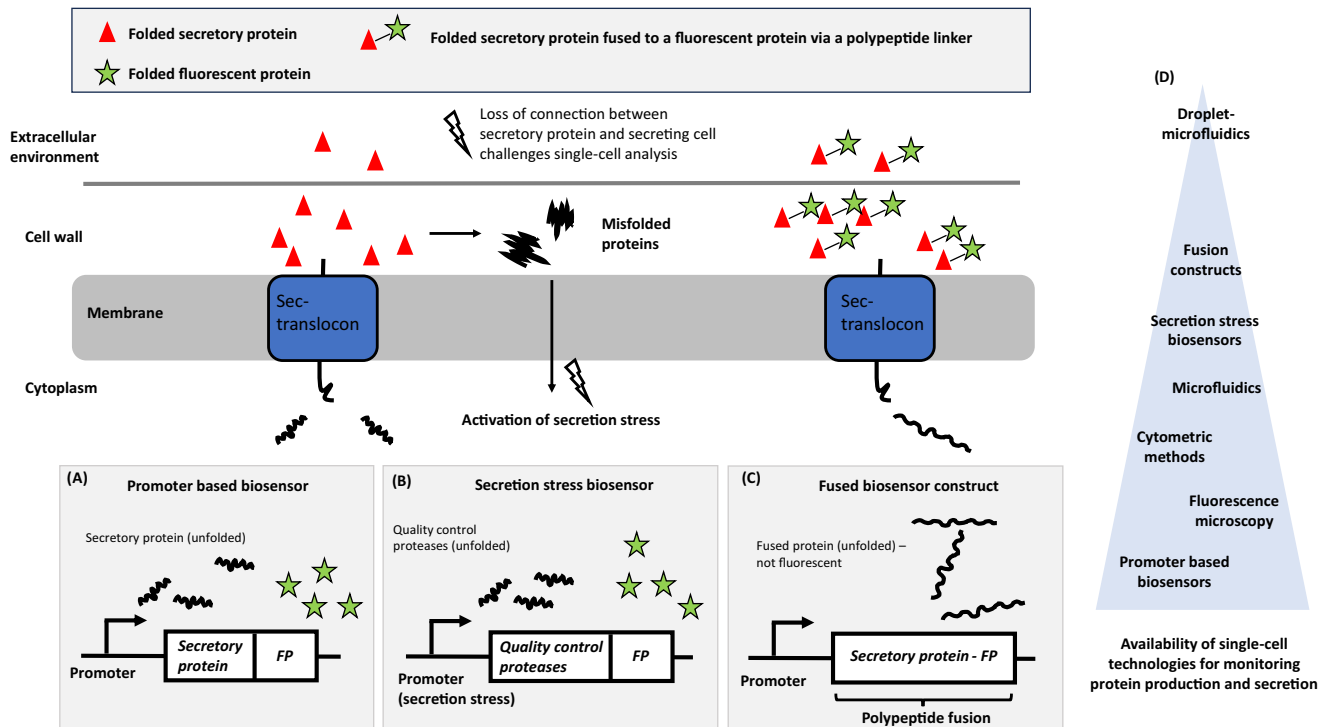 Folded secretory protein
Folded secretory protein fused to a fluorescent protein via a polypeptide linker
Folded fluorescent protein
Extracellular
environment
Loss of connection between
secretory protein and secreting cell
challenges single-cell analysis
Cell wall
Misfolded
proteins
Membrane
Sec-
translocon
Sec-
translocon
Cytoplasm
Activation of secretion stress
(A)
Promoter based biosensor
Secretory protein (unfolded)
Promoter
Secretory
protein
FP
(B)
Secretion stress biosensor
Quality control
proteases (unfolded)
Promoter
(secretion stress)
Quality control
proteases
FP
(C)
Fused biosensor construct
Fused protein (unfolded) –
not fluorescent
Promoter
Secretory protein - FP
Polypeptide fusion
(D)
Droplet-
microfluidics
Fusion
constructs
Secretion stress
biosensors
Microfluidics
Cytometric
methods
Fluorescence
microscopy
Promoter based
biosensors
Availability of single-cell
technologies for monitoring
protein production and secretion